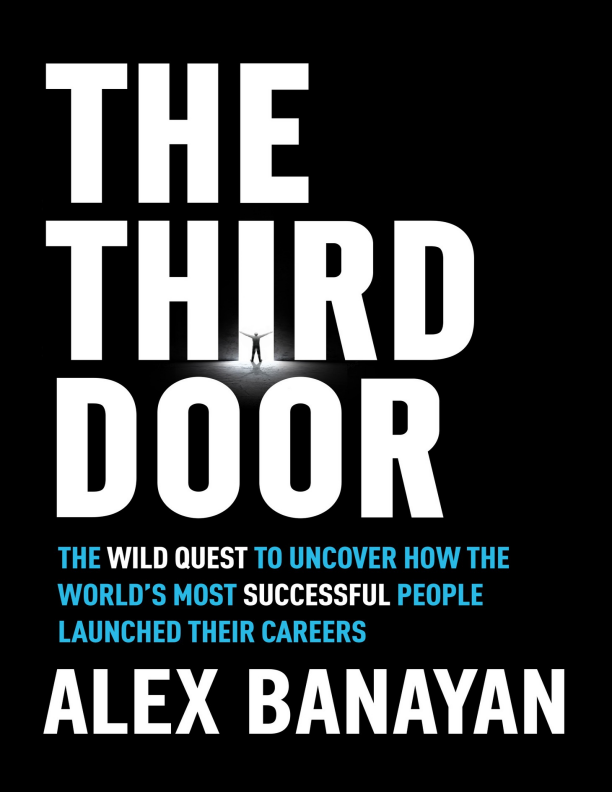 THE
THIRD
DOOR
THE WILD QUEST TO UNCOVER HOW THE
WORLD'S MOST SUCCESSFUL PEOPLE
LAUNCHED THEIR CAREERS
ALEX BANAYAN